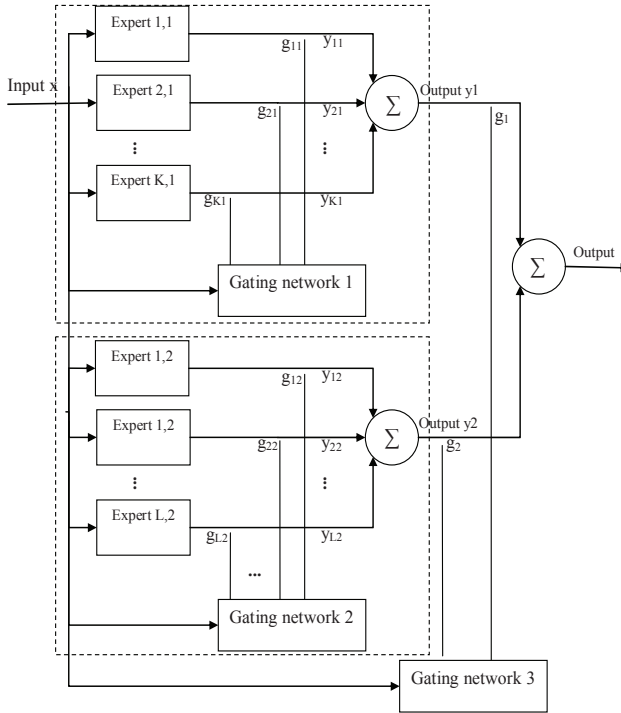 Expert 1,1
g11 y11
Input x
Expert 2,1
Σ
Output y1
g21 y21
g1
...
...
Expert K,1
gK1 yK1
Gating network 1
Σ
Output
Expert 1,2
g12 y12
Expert 1,2
Σ
Output y2
g22 y22
g2
...
...
Expert L,2
gL2 yL2
...
Gating network 2
Gating network 3